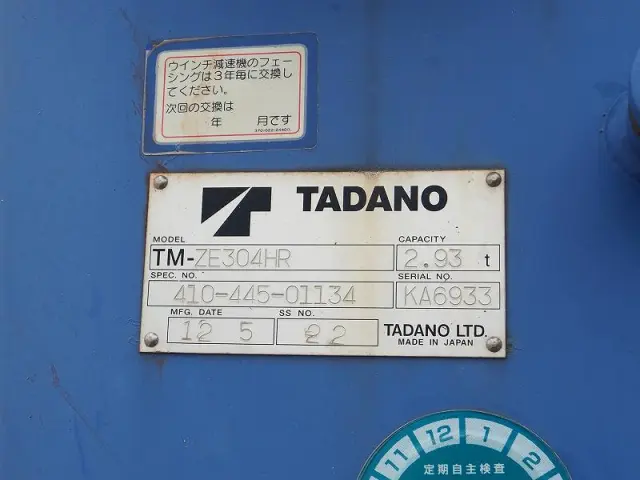 ウインチ減速機のフェー
シングは3年毎に交換し
てください。
次回の交換は
年 月です
TADANO
MODEL
TM-ZE304HR
CAPACITY
2.93 t
SPEC. NO.
410-445-01134
SERIAL NO.
KA6933
MFG. DATE
12 5
SS NO.
22
TADANO LTD.
MADE IN JAPAN
11 12 1 2
定期自主検査